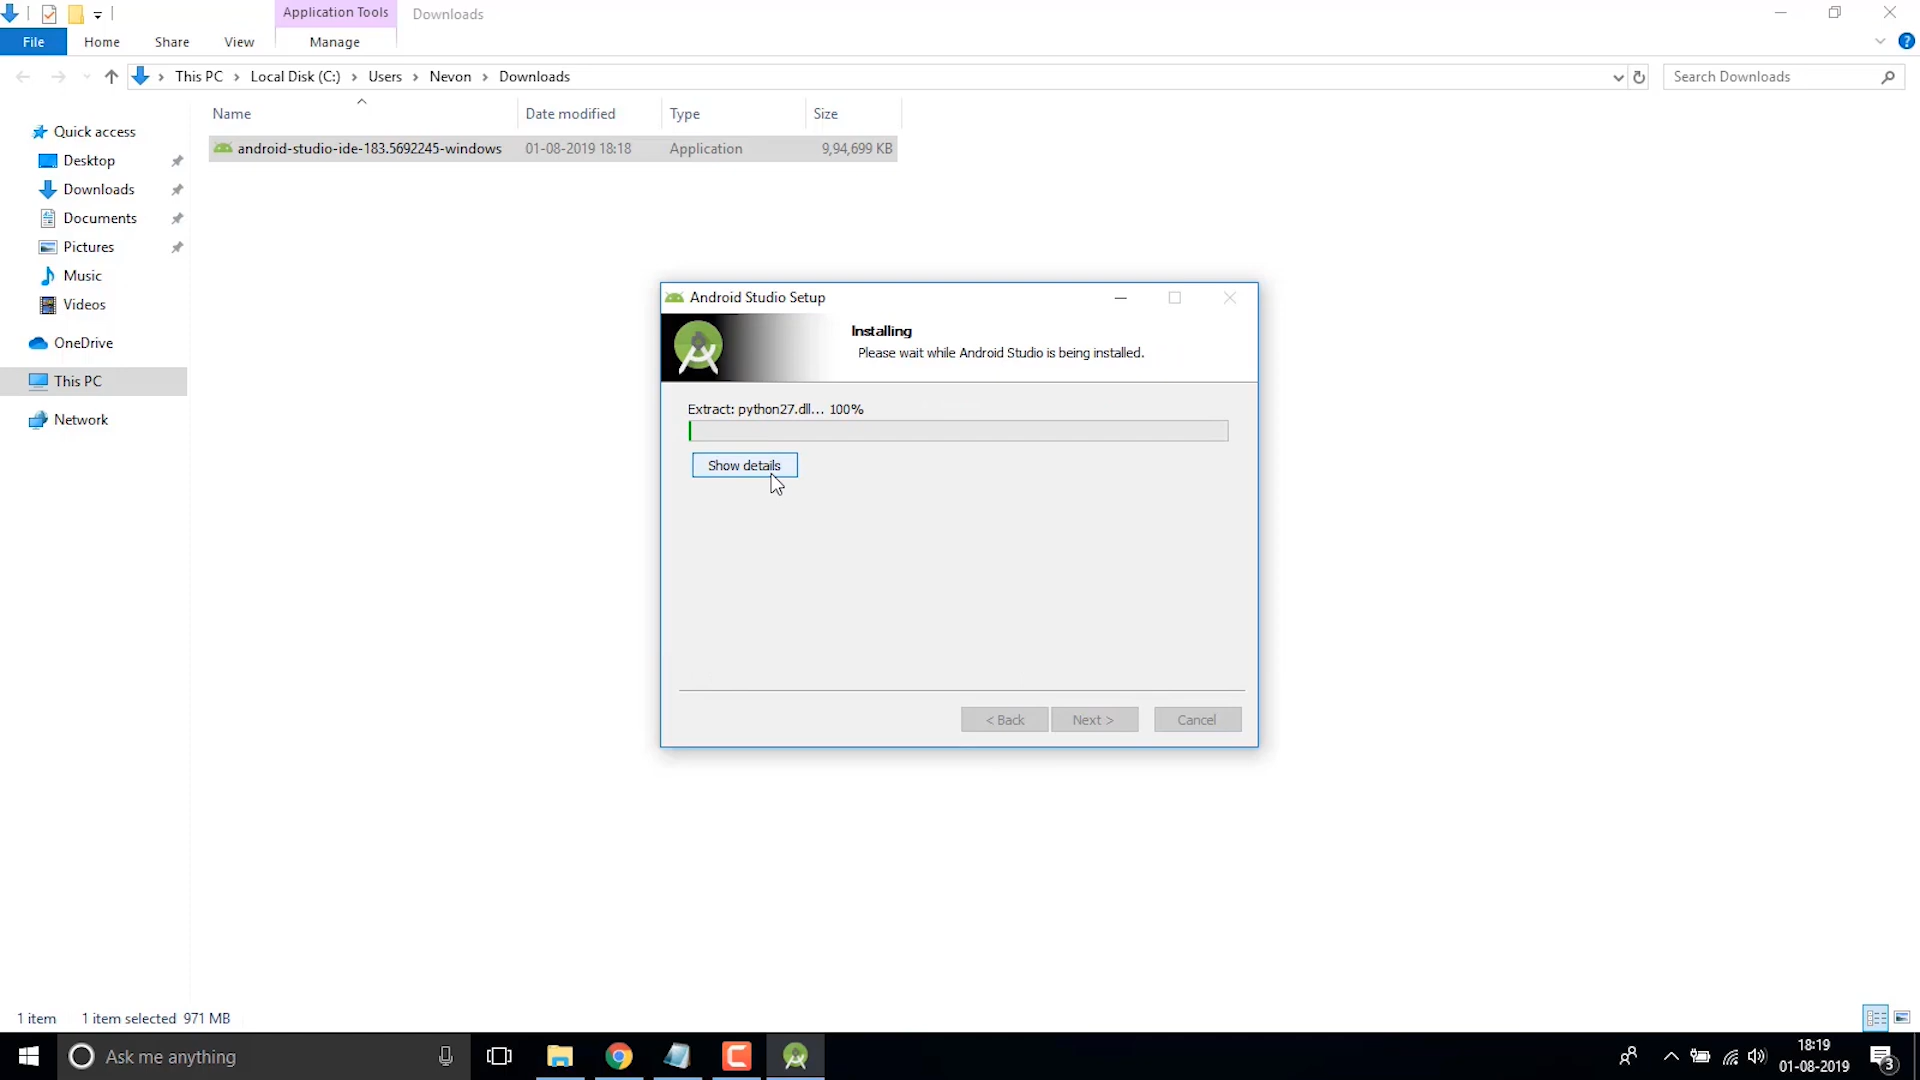 Application Tools
Downloads
File
Home
Share
View
Manage
This PC
Local Disk (C:)
Users
Nevon
Downloads
Search Downloads
Name
Date modified
Type
Size
Quick access
Desktop
Downloads
Documents
Pictures
Music
Videos
OneDrive
This PC
Network
android-studio-ide-183.5692245-windows
01-08-2019 18:18
Application
9,94,699 KB
Android Studio Setup
Installing
Please wait while Android Studio is being installed.
Extract: python27.dll... 100%
Show details
< Back
Next >
Cancel
1 item
1 item selected 971 MB
Ask me anything
18:19
01-08-2019
3